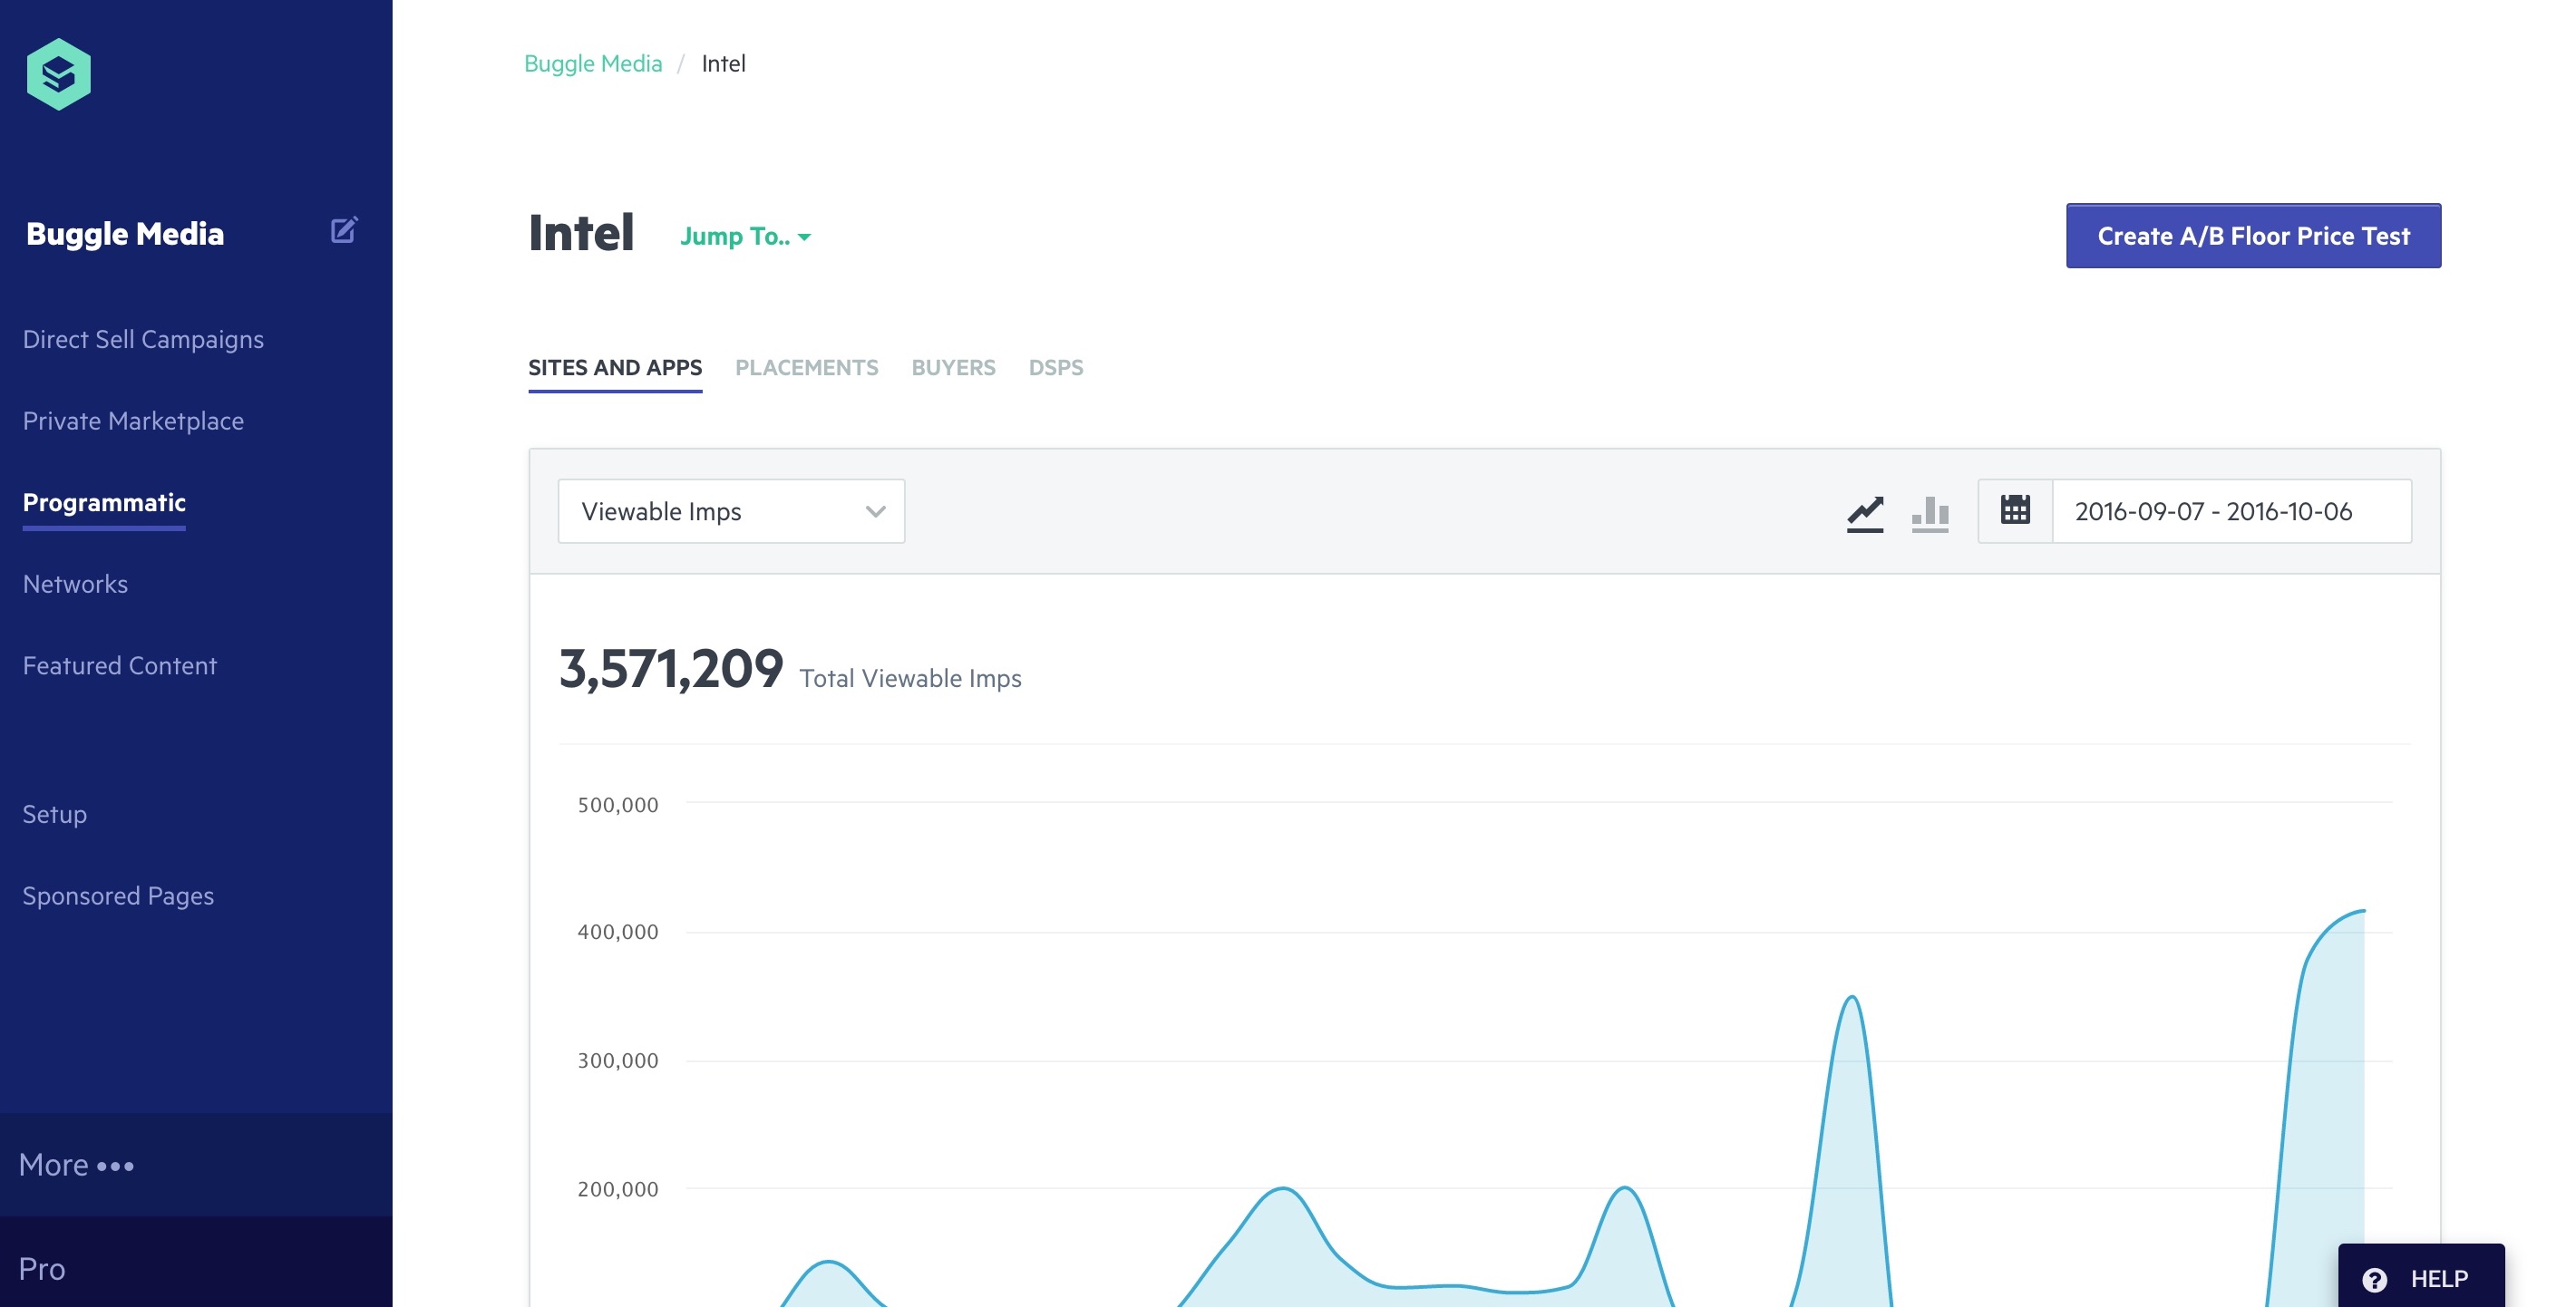 Buggle Media / Intel
Buggle Media
Direct Sell Campaigns
Private Marketplace
Programmatic
Networks
Featured Content
Setup
Sponsored Pages
More •••
Pro
Intel
Jump To..
Create A/B Floor Price Test
SITES AND APPS PLACEMENTS BUYERS DSPS
Viewable Imps
2016-09-07 - 2016-10-06
3,571,209 Total Viewable Imps
500,000
400,000
300,000
200,000
? HELP